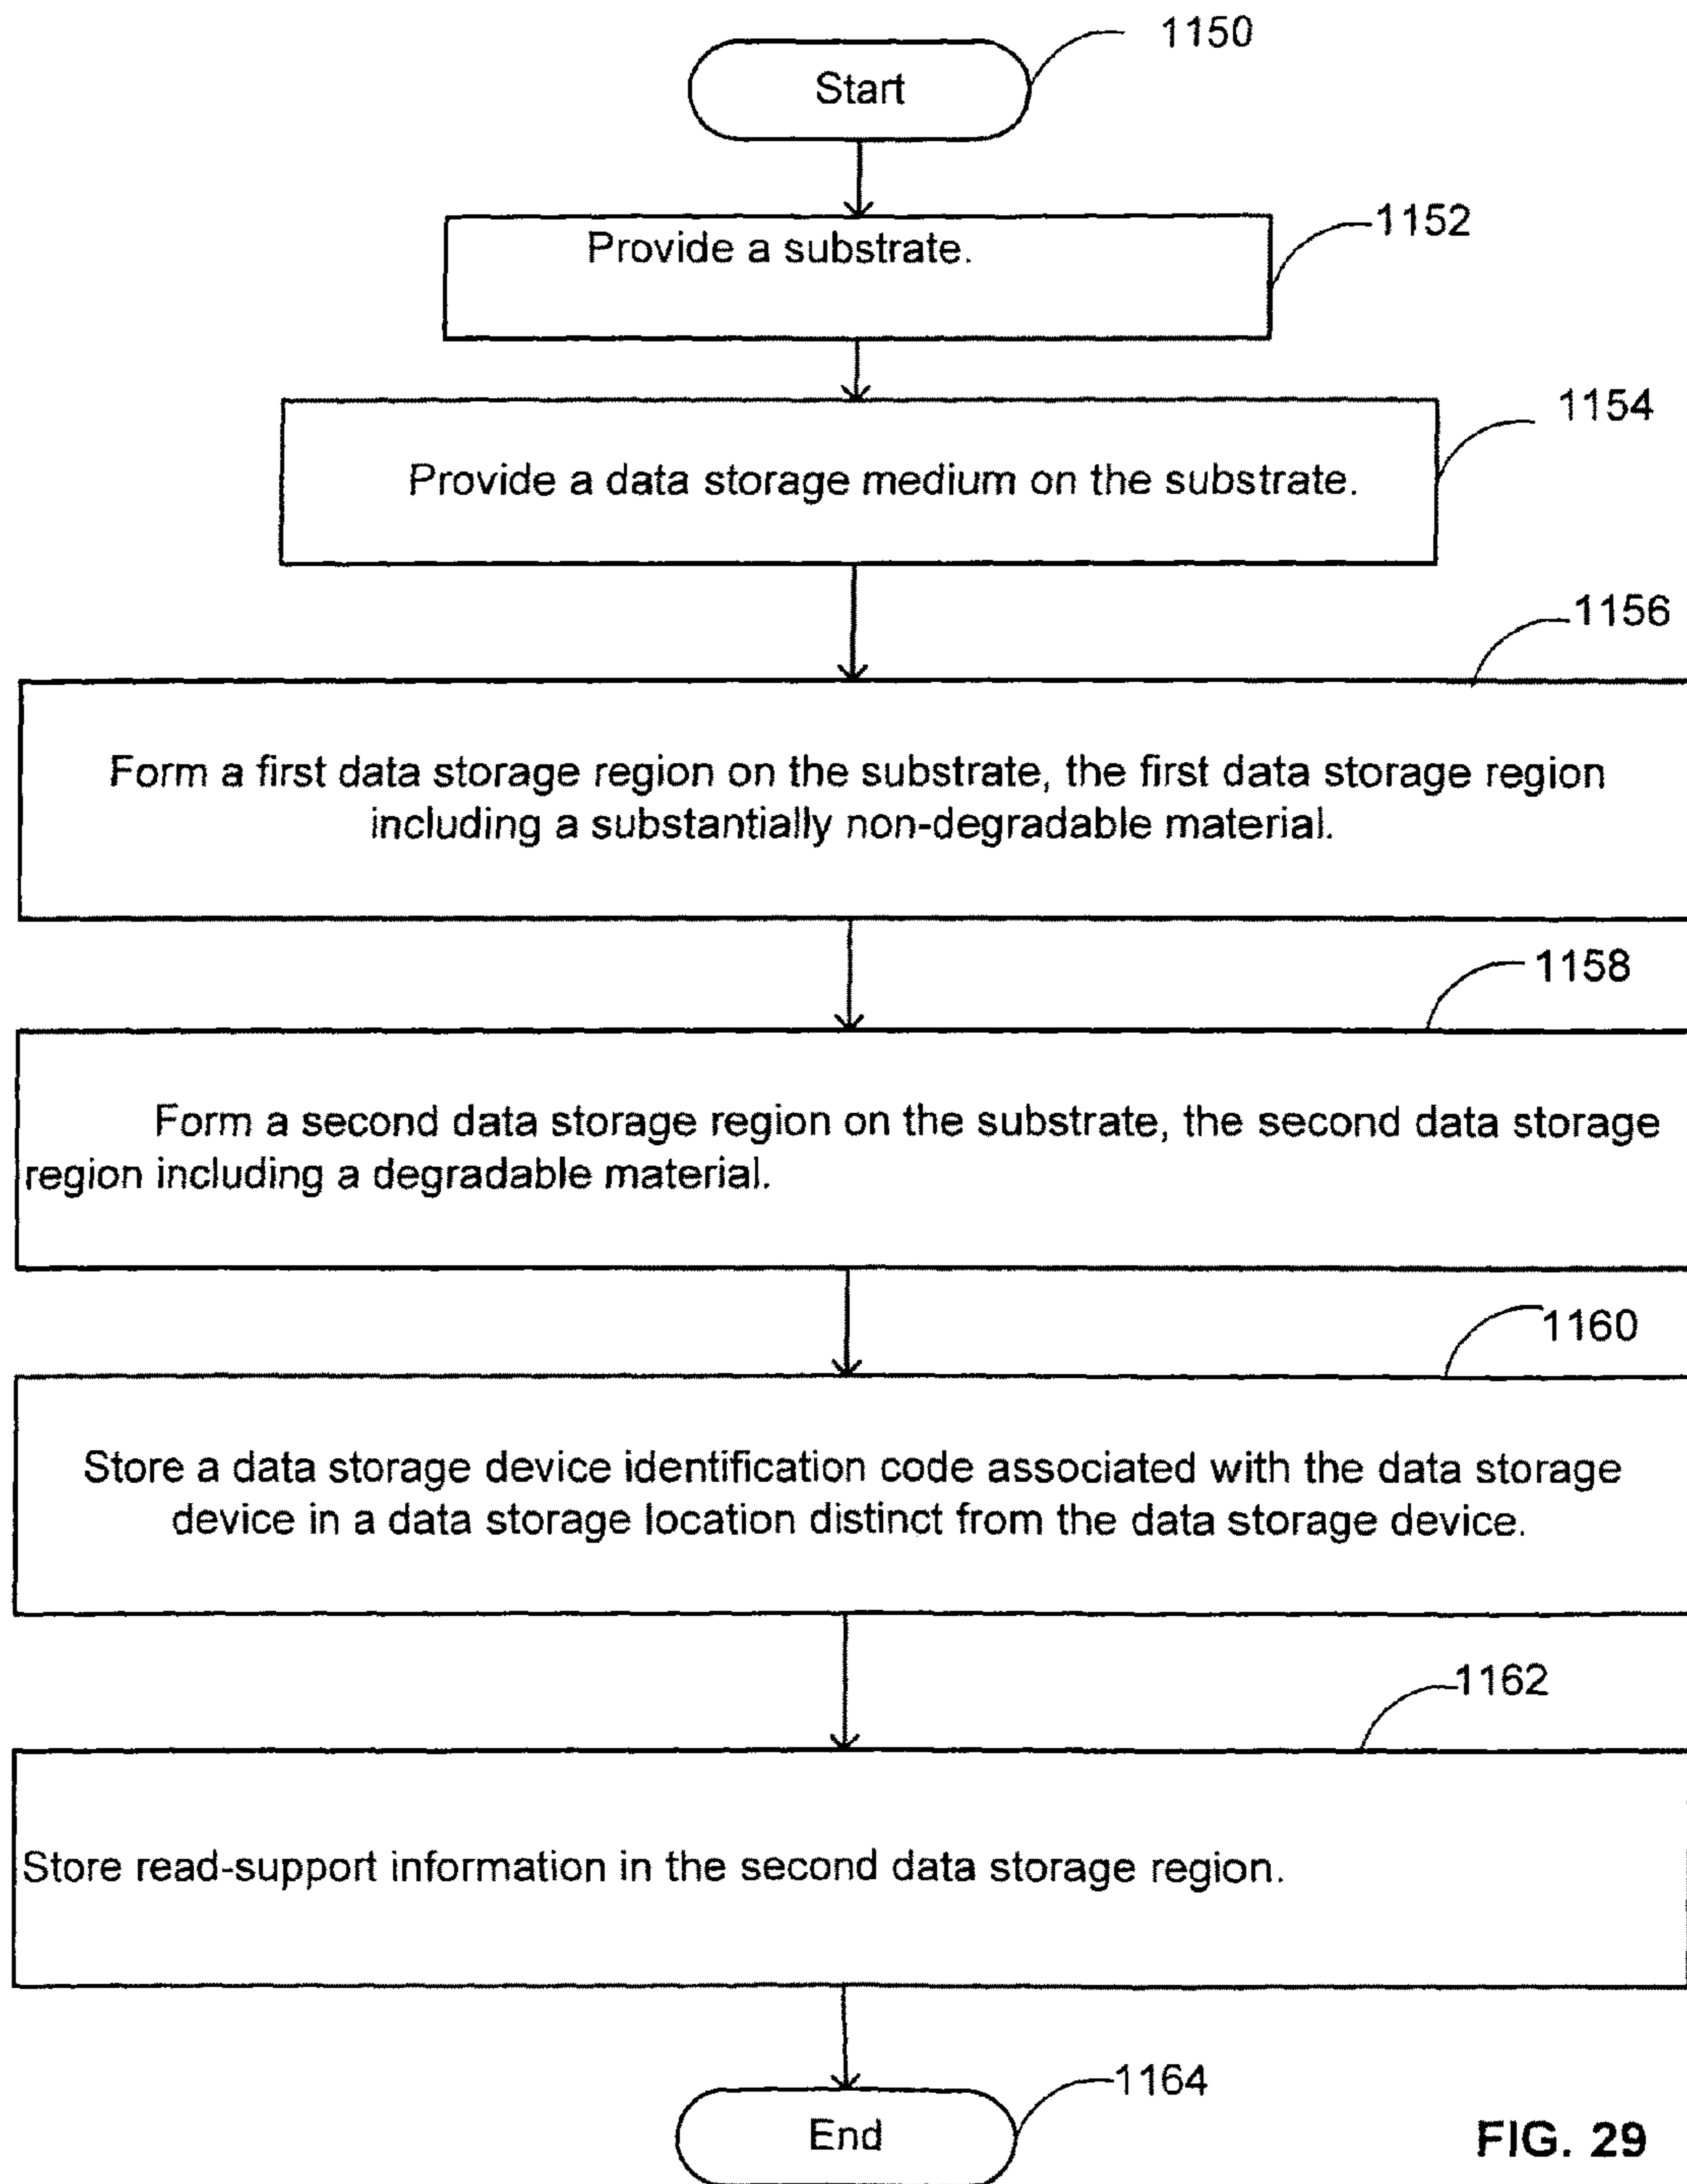 1150
Start
1152
Provide a substrate.
1154
Provide a data storage medium on the substrate.
1156
Form a first data storage region on the substrate, the first data storage region
including a substantially non-degradable material.
1158
Form a second data storage region on the substrate, the second data storage
region including a degradable material.
1160
Store a data storage device identification code associated with the data storage
device in a data storage location distinct from the data storage device.
1162
Store read-support information in the second data storage region.
1164
End
FIG. 29